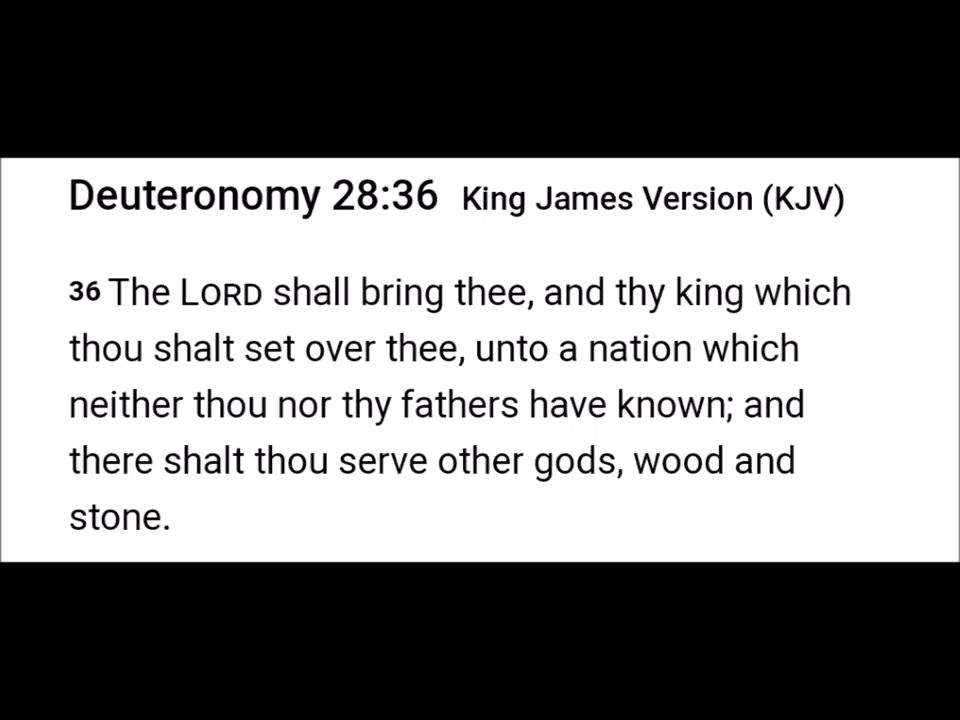 Deuteronomy 28:36 King James Version (KJV)
36 The LORD shall bring thee, and thy king which
thou shalt set over thee, unto a nation which
neither thou nor thy fathers have known; and
there shalt thou serve other gods, wood and
stone.